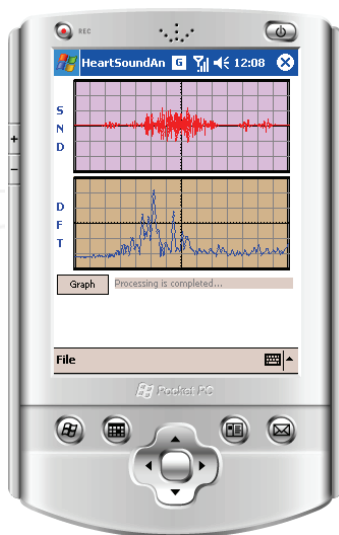 REC
HeartSoundAn G 12:08
S
N
D
D
F
T
Graph Processing is completed...
File
Pocket PC
+
−